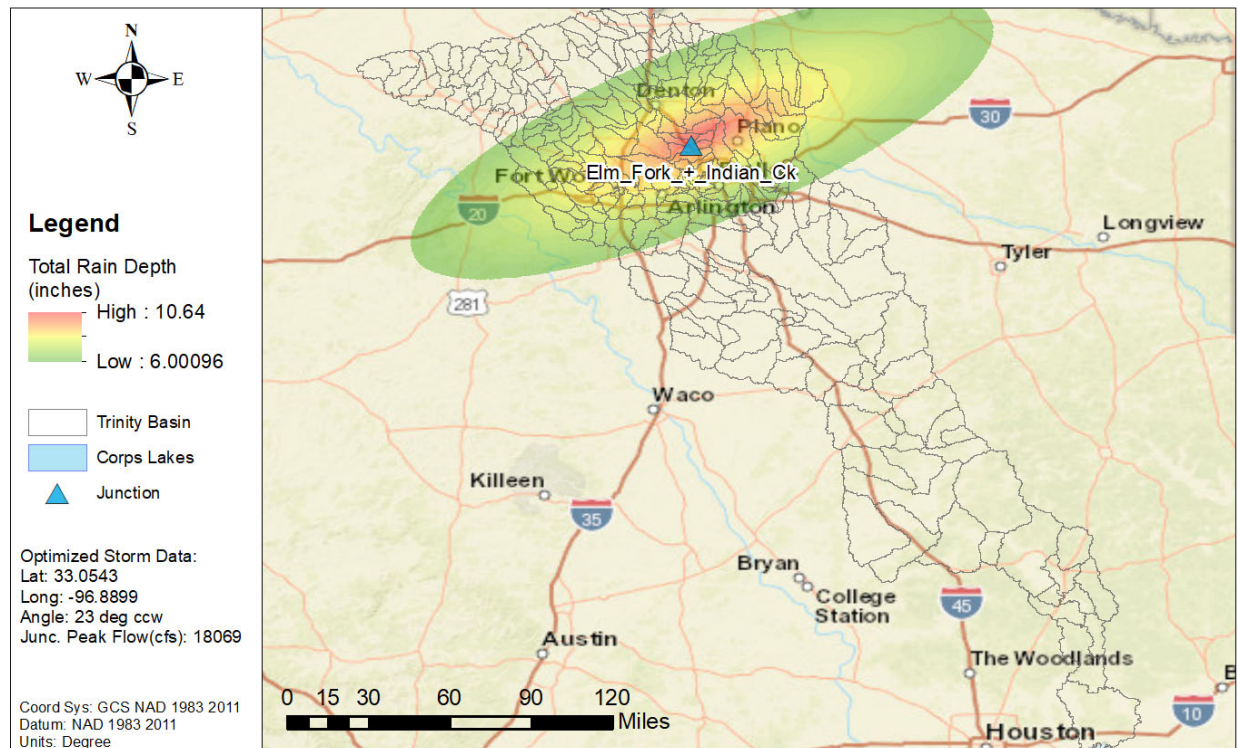 N
W E
S
Legend
Total Rain Depth
(inches)
High : 10.64
Low : 6.00096
Trinity Basin
Corps Lakes
Junction
Optimized Storm Data:
Lat: 33.0543
Long: -96.8899
Angle: 23 deg ccw
Junc. Peak Flow(cfs): 18069
Coord Sys: GCS NAD 1983 2011
Datum: NAD 1983 2011
Units: Degree
Denton
30
Plano
Elm_Fork_+_Indian_Ck
Fort Wo
20
Arlington
Longview
Tyler
281
Waco
Killeen
35
Bryan
College
Station
45
Austin
The Woodlands
B
10
Houston
0 15 30 60 90 120
Miles